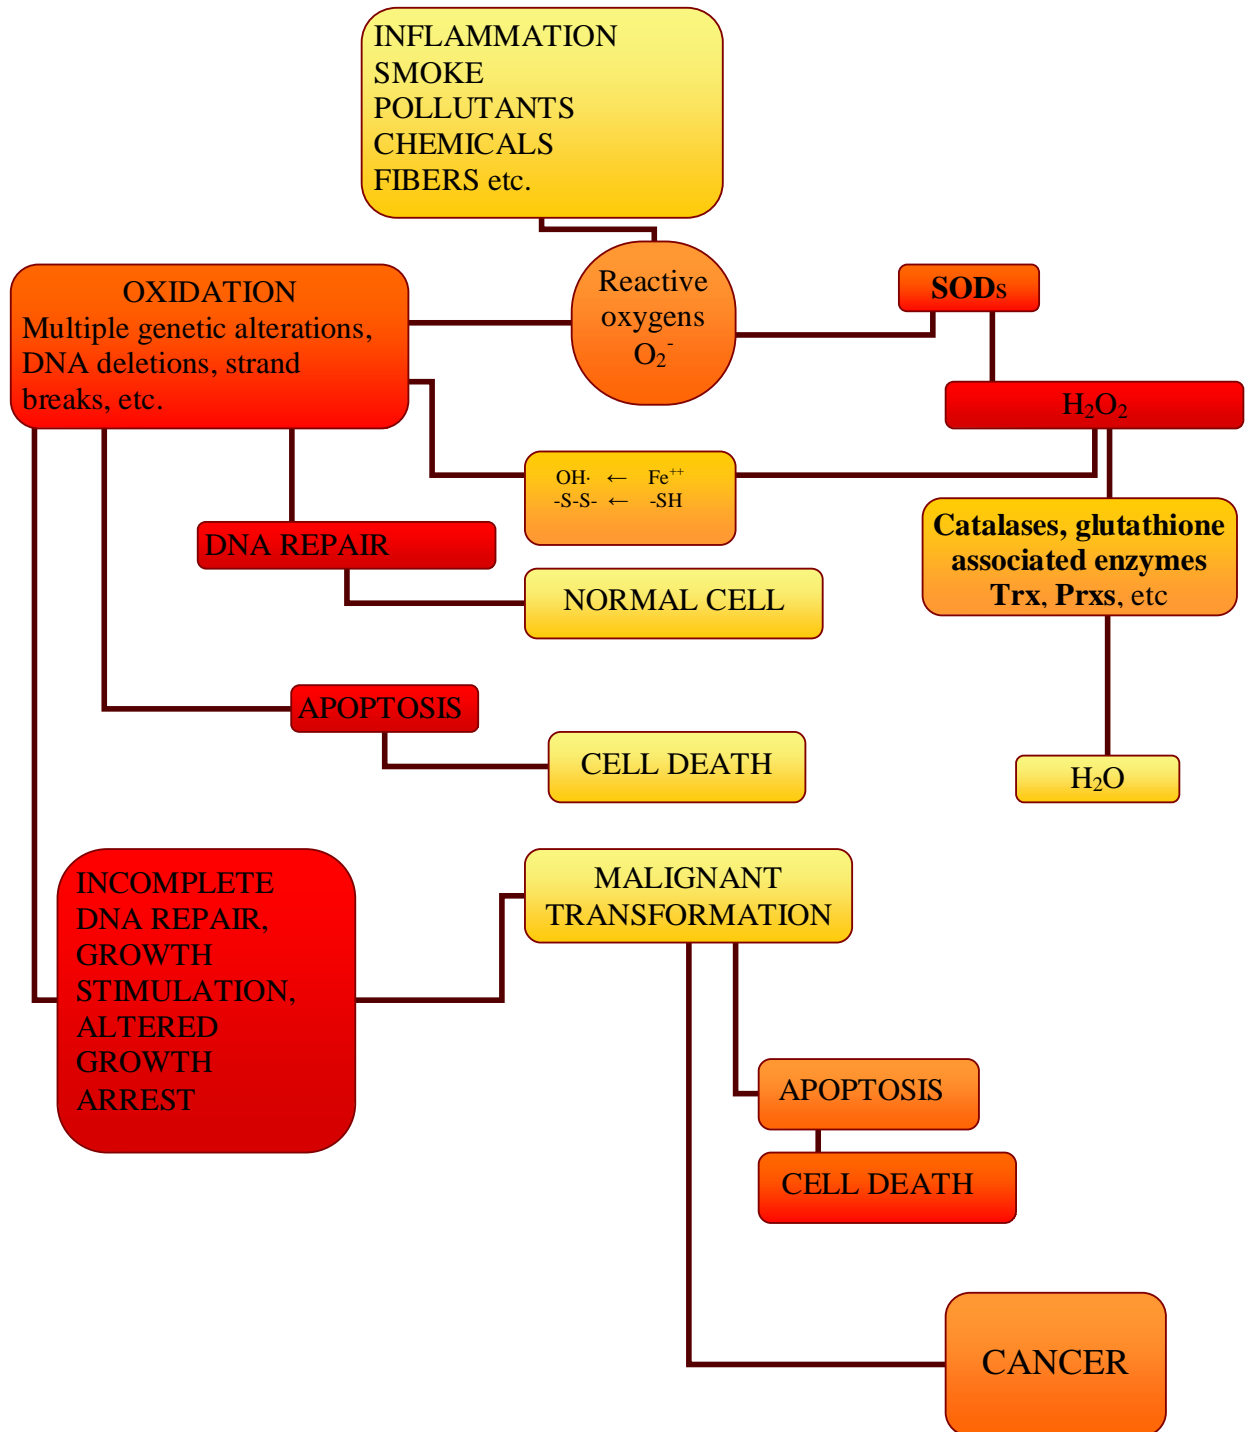 INFLAMMATION
SMOKE
POLLUTANTS
CHEMICALS
FIBERS etc.
Reactive
oxygens
O₂⁻
SODs
OXIDATION
Multiple genetic alterations,
DNA deletions, strand
breaks, etc.
H₂O₂
OH· ← Fe⁺⁺
-S-S- ← -SH
Catalases, glutathione
associated enzymes
Trx, Prxs, etc
DNA REPAIR
NORMAL CELL
APOPTOSIS
CELL DEATH
H₂O
INCOMPLETE
DNA REPAIR,
GROWTH
STIMULATION,
ALTERED
GROWTH
ARREST
MALIGNANT
TRANSFORMATION
APOPTOSIS
CELL DEATH
CANCER